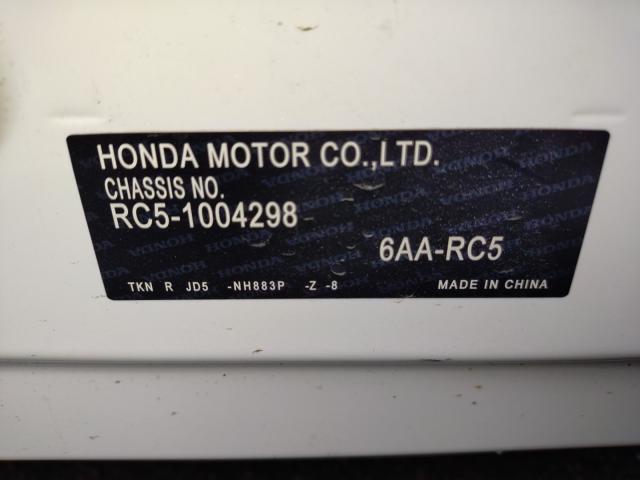 HONDA MOTOR CO.,LTD.
CHASSIS NO.
RC5-1004298
6AA-RC5
TKN R JD5 -NH883P -Z -8
MADE IN CHINA